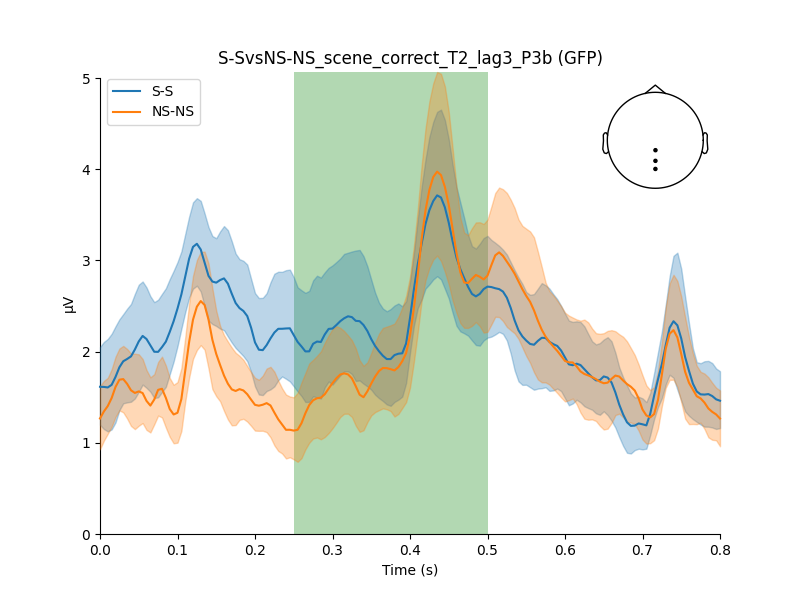 S-SvsNS-NS_scene_correct_T2_lag3_P3b (GFP)
S-S
NS-NS
5
4
3
2
1
0
µV
0.0 0.1 0.2 0.3 0.4 0.5 0.6 0.7 0.8
Time (s)